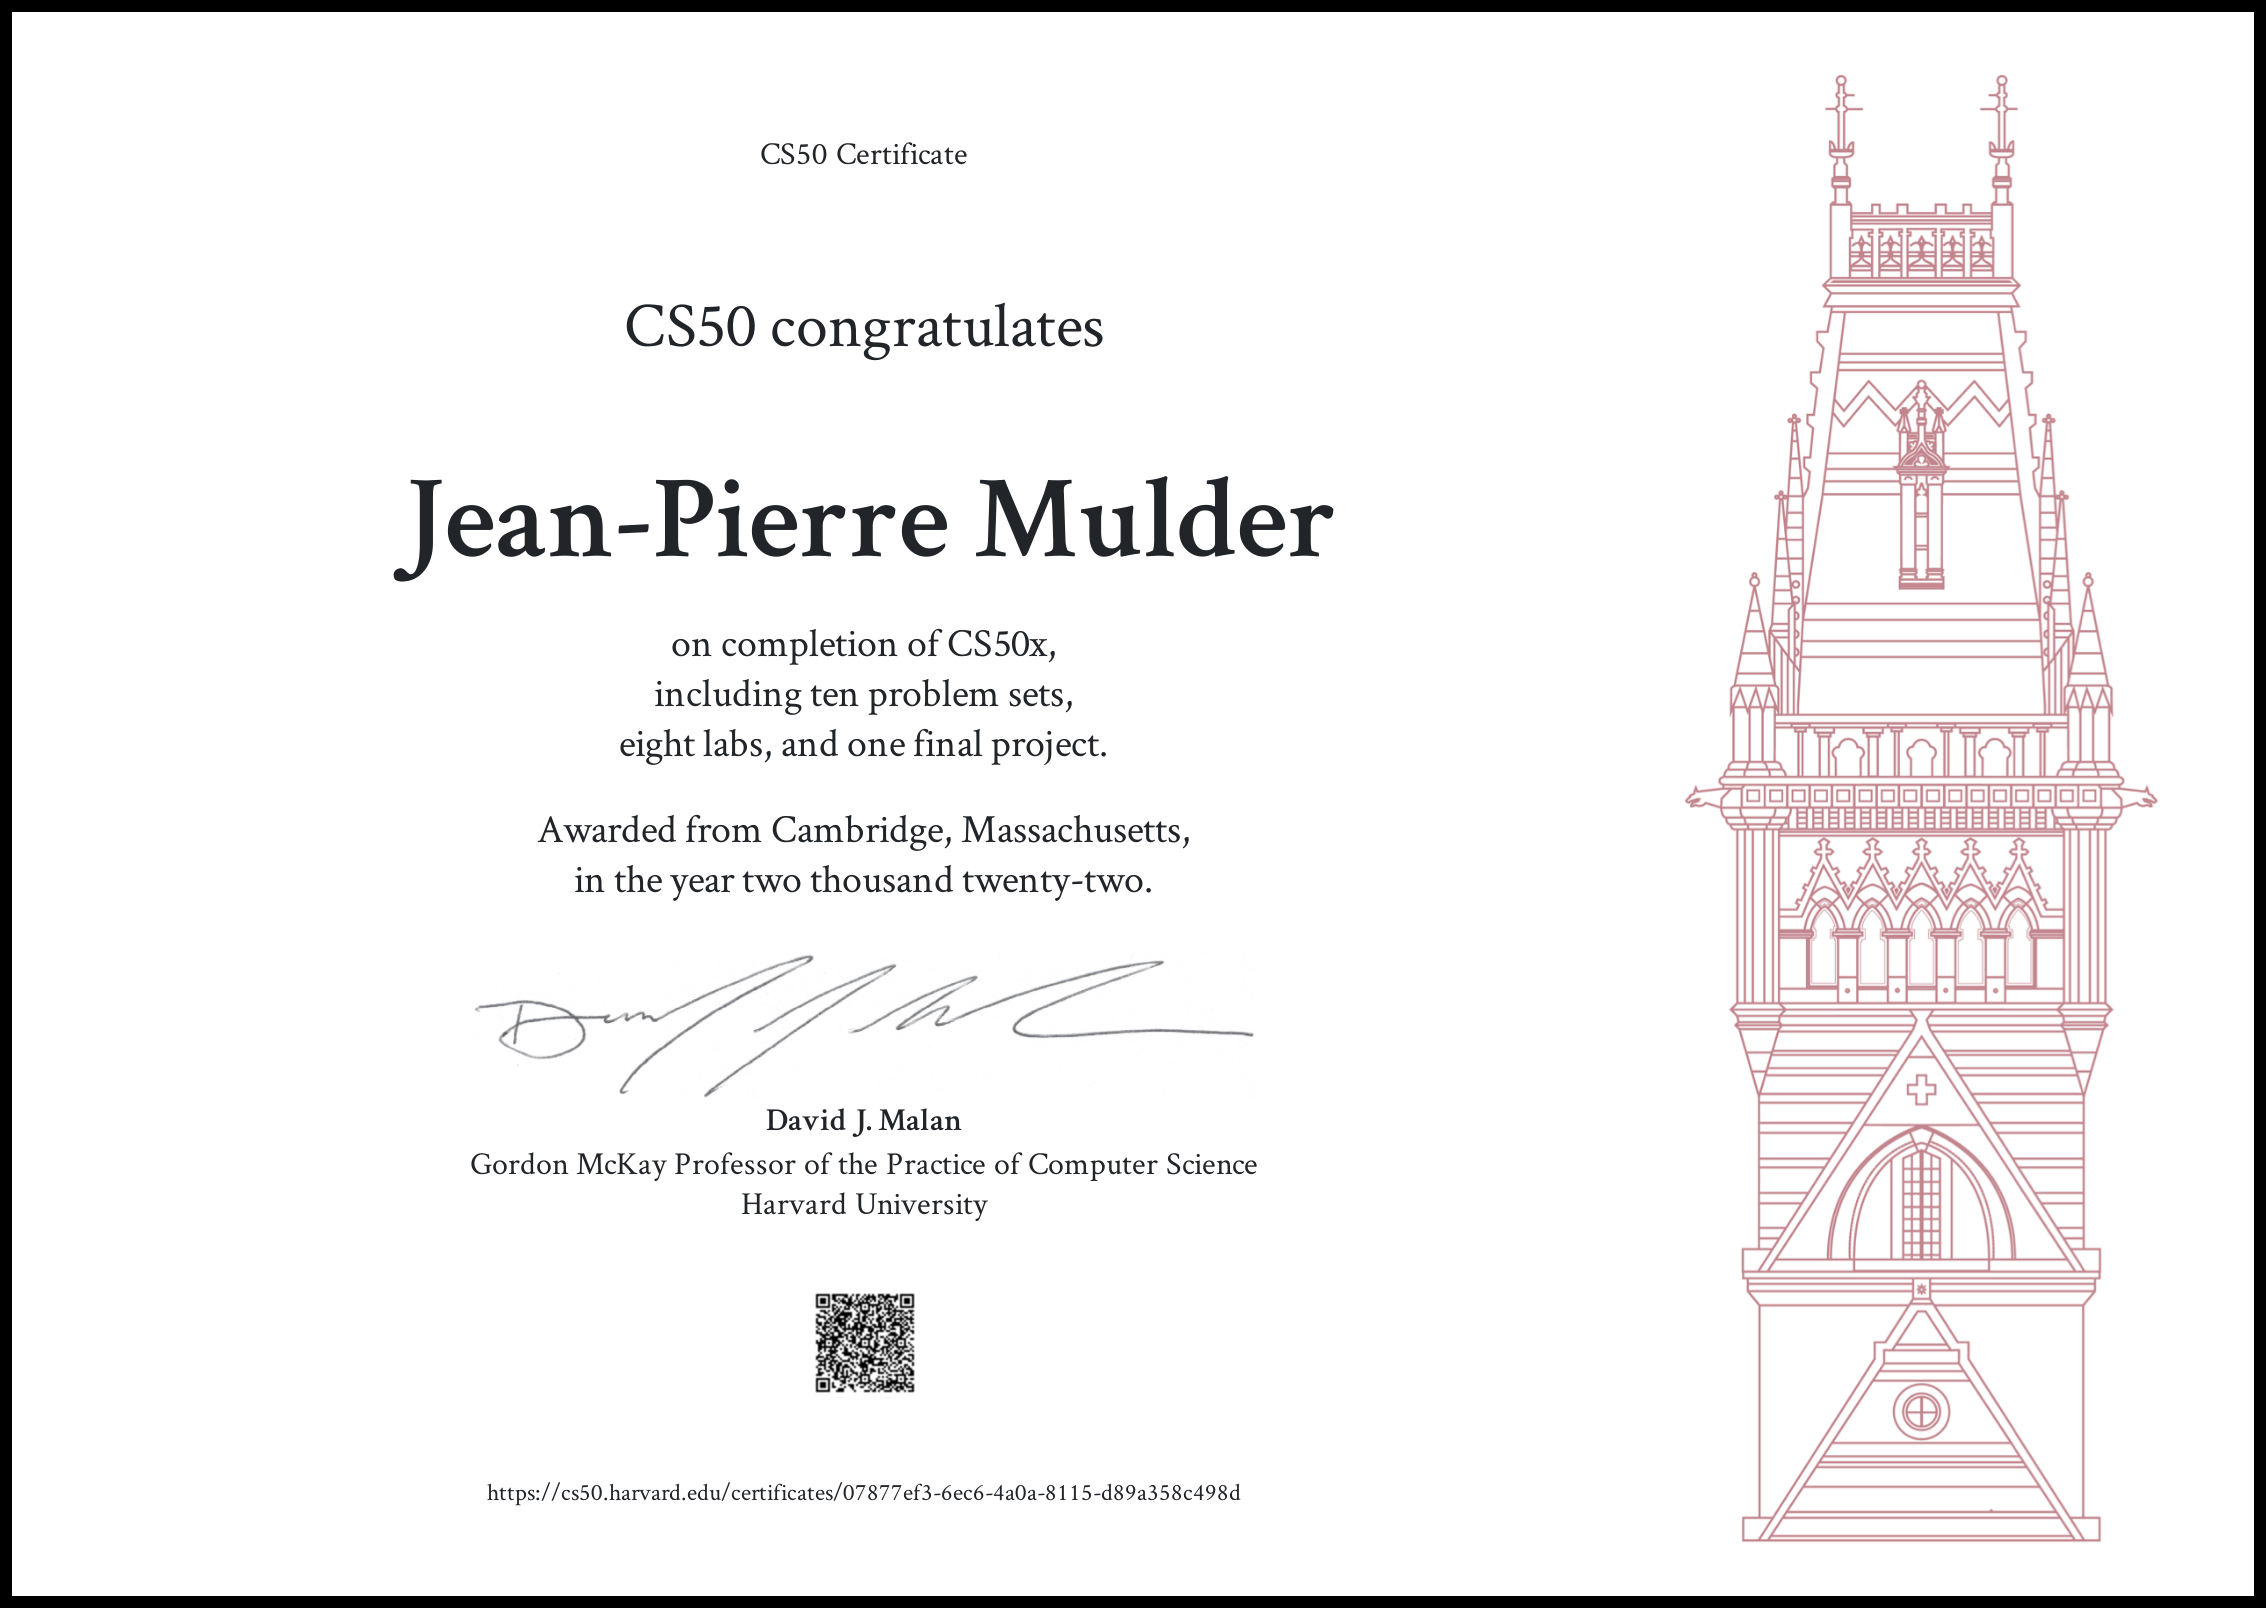 CS50 Certificate
CS50 congratulates
Jean-Pierre Mulder
on completion of CS50x,
including ten problem sets,
eight labs, and one final project.
Awarded from Cambridge, Massachusetts,
in the year two thousand twenty-two.
David J. Malan
Gordon McKay Professor of the Practice of Computer Science
Harvard University
https://cs50.harvard.edu/certificates/07877ef3-6ec6-4a0a-8115-d89a358c498d